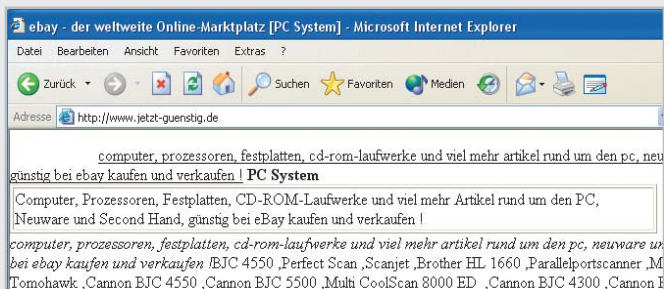 ebay - der weltweite Online-Marktplatz [PC System] - Microsoft Internet Explorer
Datei Bearbeiten Ansicht Favoriten Extras ?
Zurück Suchen Favoriten Medien
Adresse http://www.jetzt-guenstig.de
computer, prozessoren, festplatten, cd-rom-laufwerke und viel mehr artikel rund um den pc, neu
günstig bei ebay kaufen und verkaufen ! PC System
Computer, Prozessoren, Festplatten, CD-ROM-Laufwerke und viel mehr Artikel rund um den PC,
Neuware und Second Hand, günstig bei eBay kaufen und verkaufen !
computer, prozessoren, festplatten, cd-rom-laufwerke und viel mehr artikel rund um den pc, neuware un
bei ebay kaufen und verkaufen !BJC 4550 ,Perfect Scan ,Scanjet ,Brother HL 1660 ,Parallelportscanner ,M
Tomohawk ,Cannon BJC 4550 ,Cannon BJC 5500 ,Multi CoolScan 8000 ED ,Cannon BJC 4300 ,Cannon